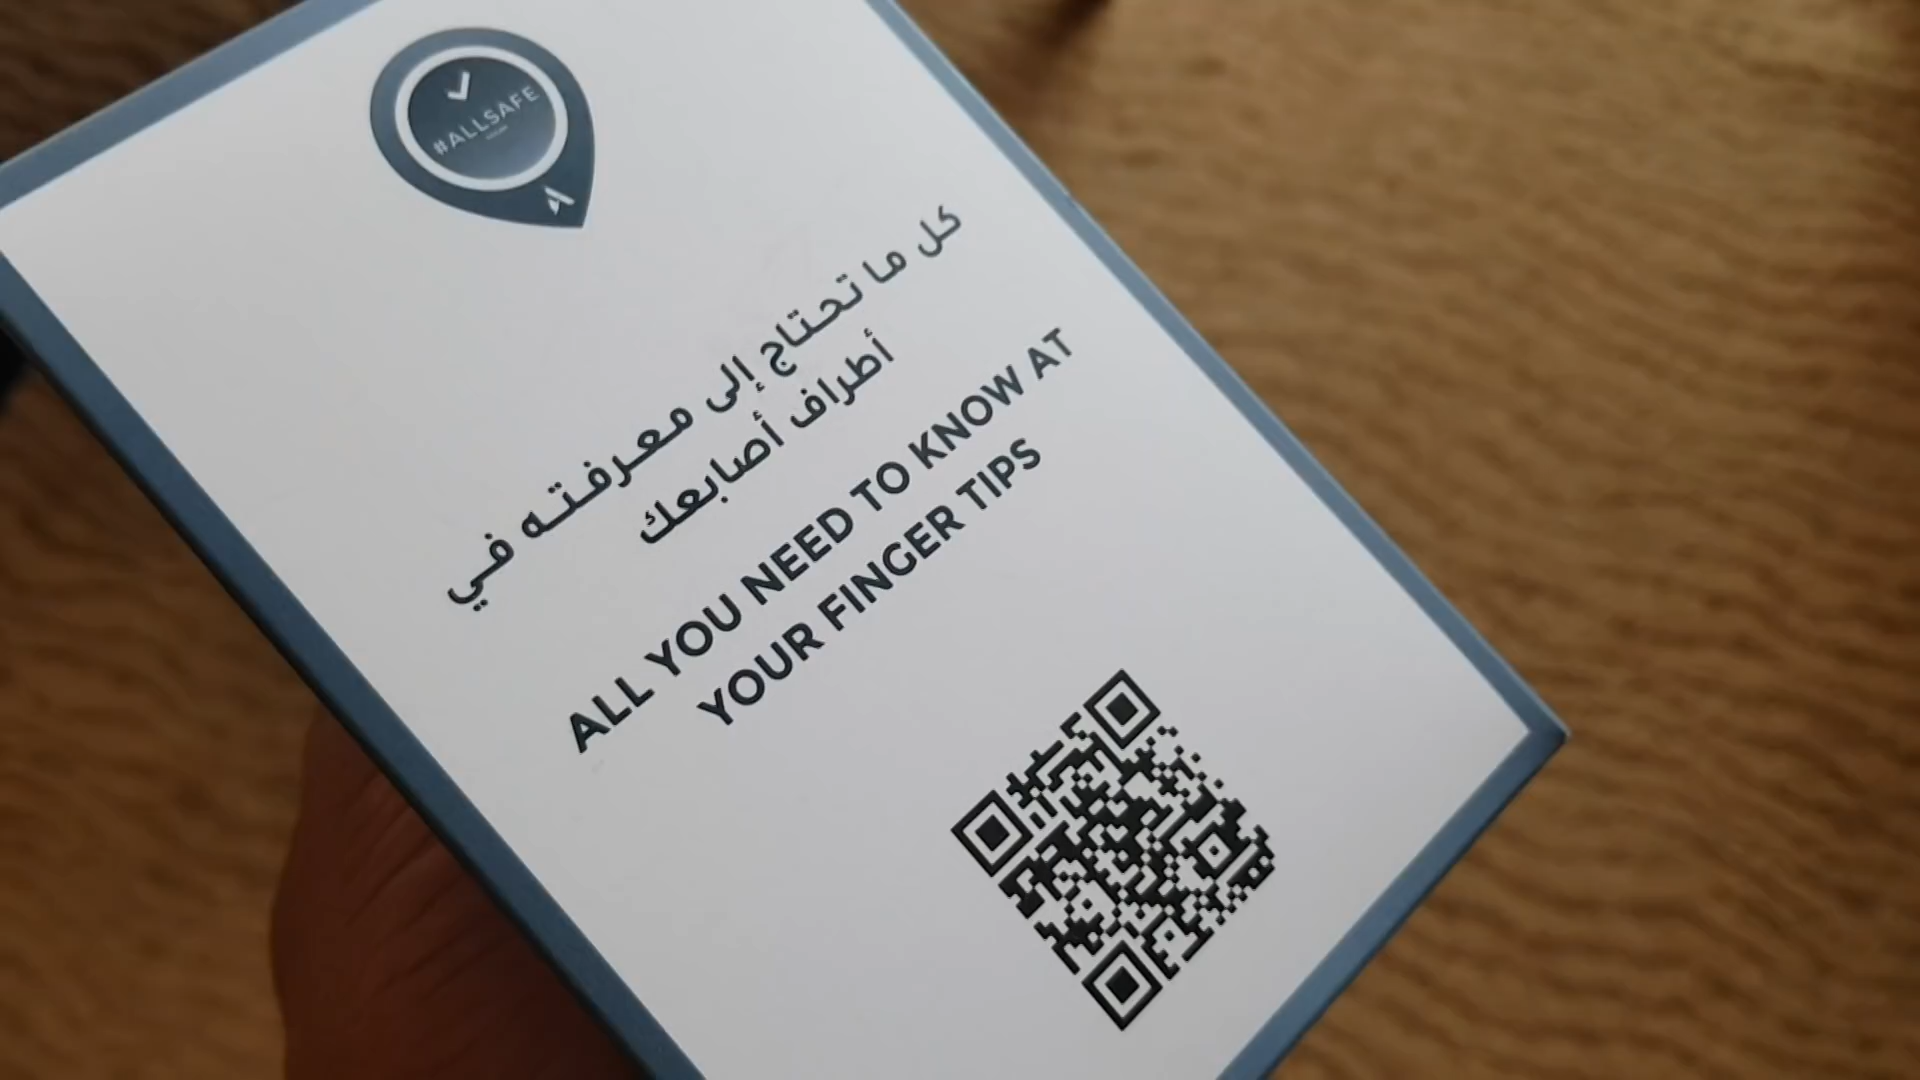 #ALLSAFE
كل ما تحتاج إلى معرفته في
أطراف أصابعك
ALL YOU NEED TO KNOW AT
YOUR FINGER TIPS